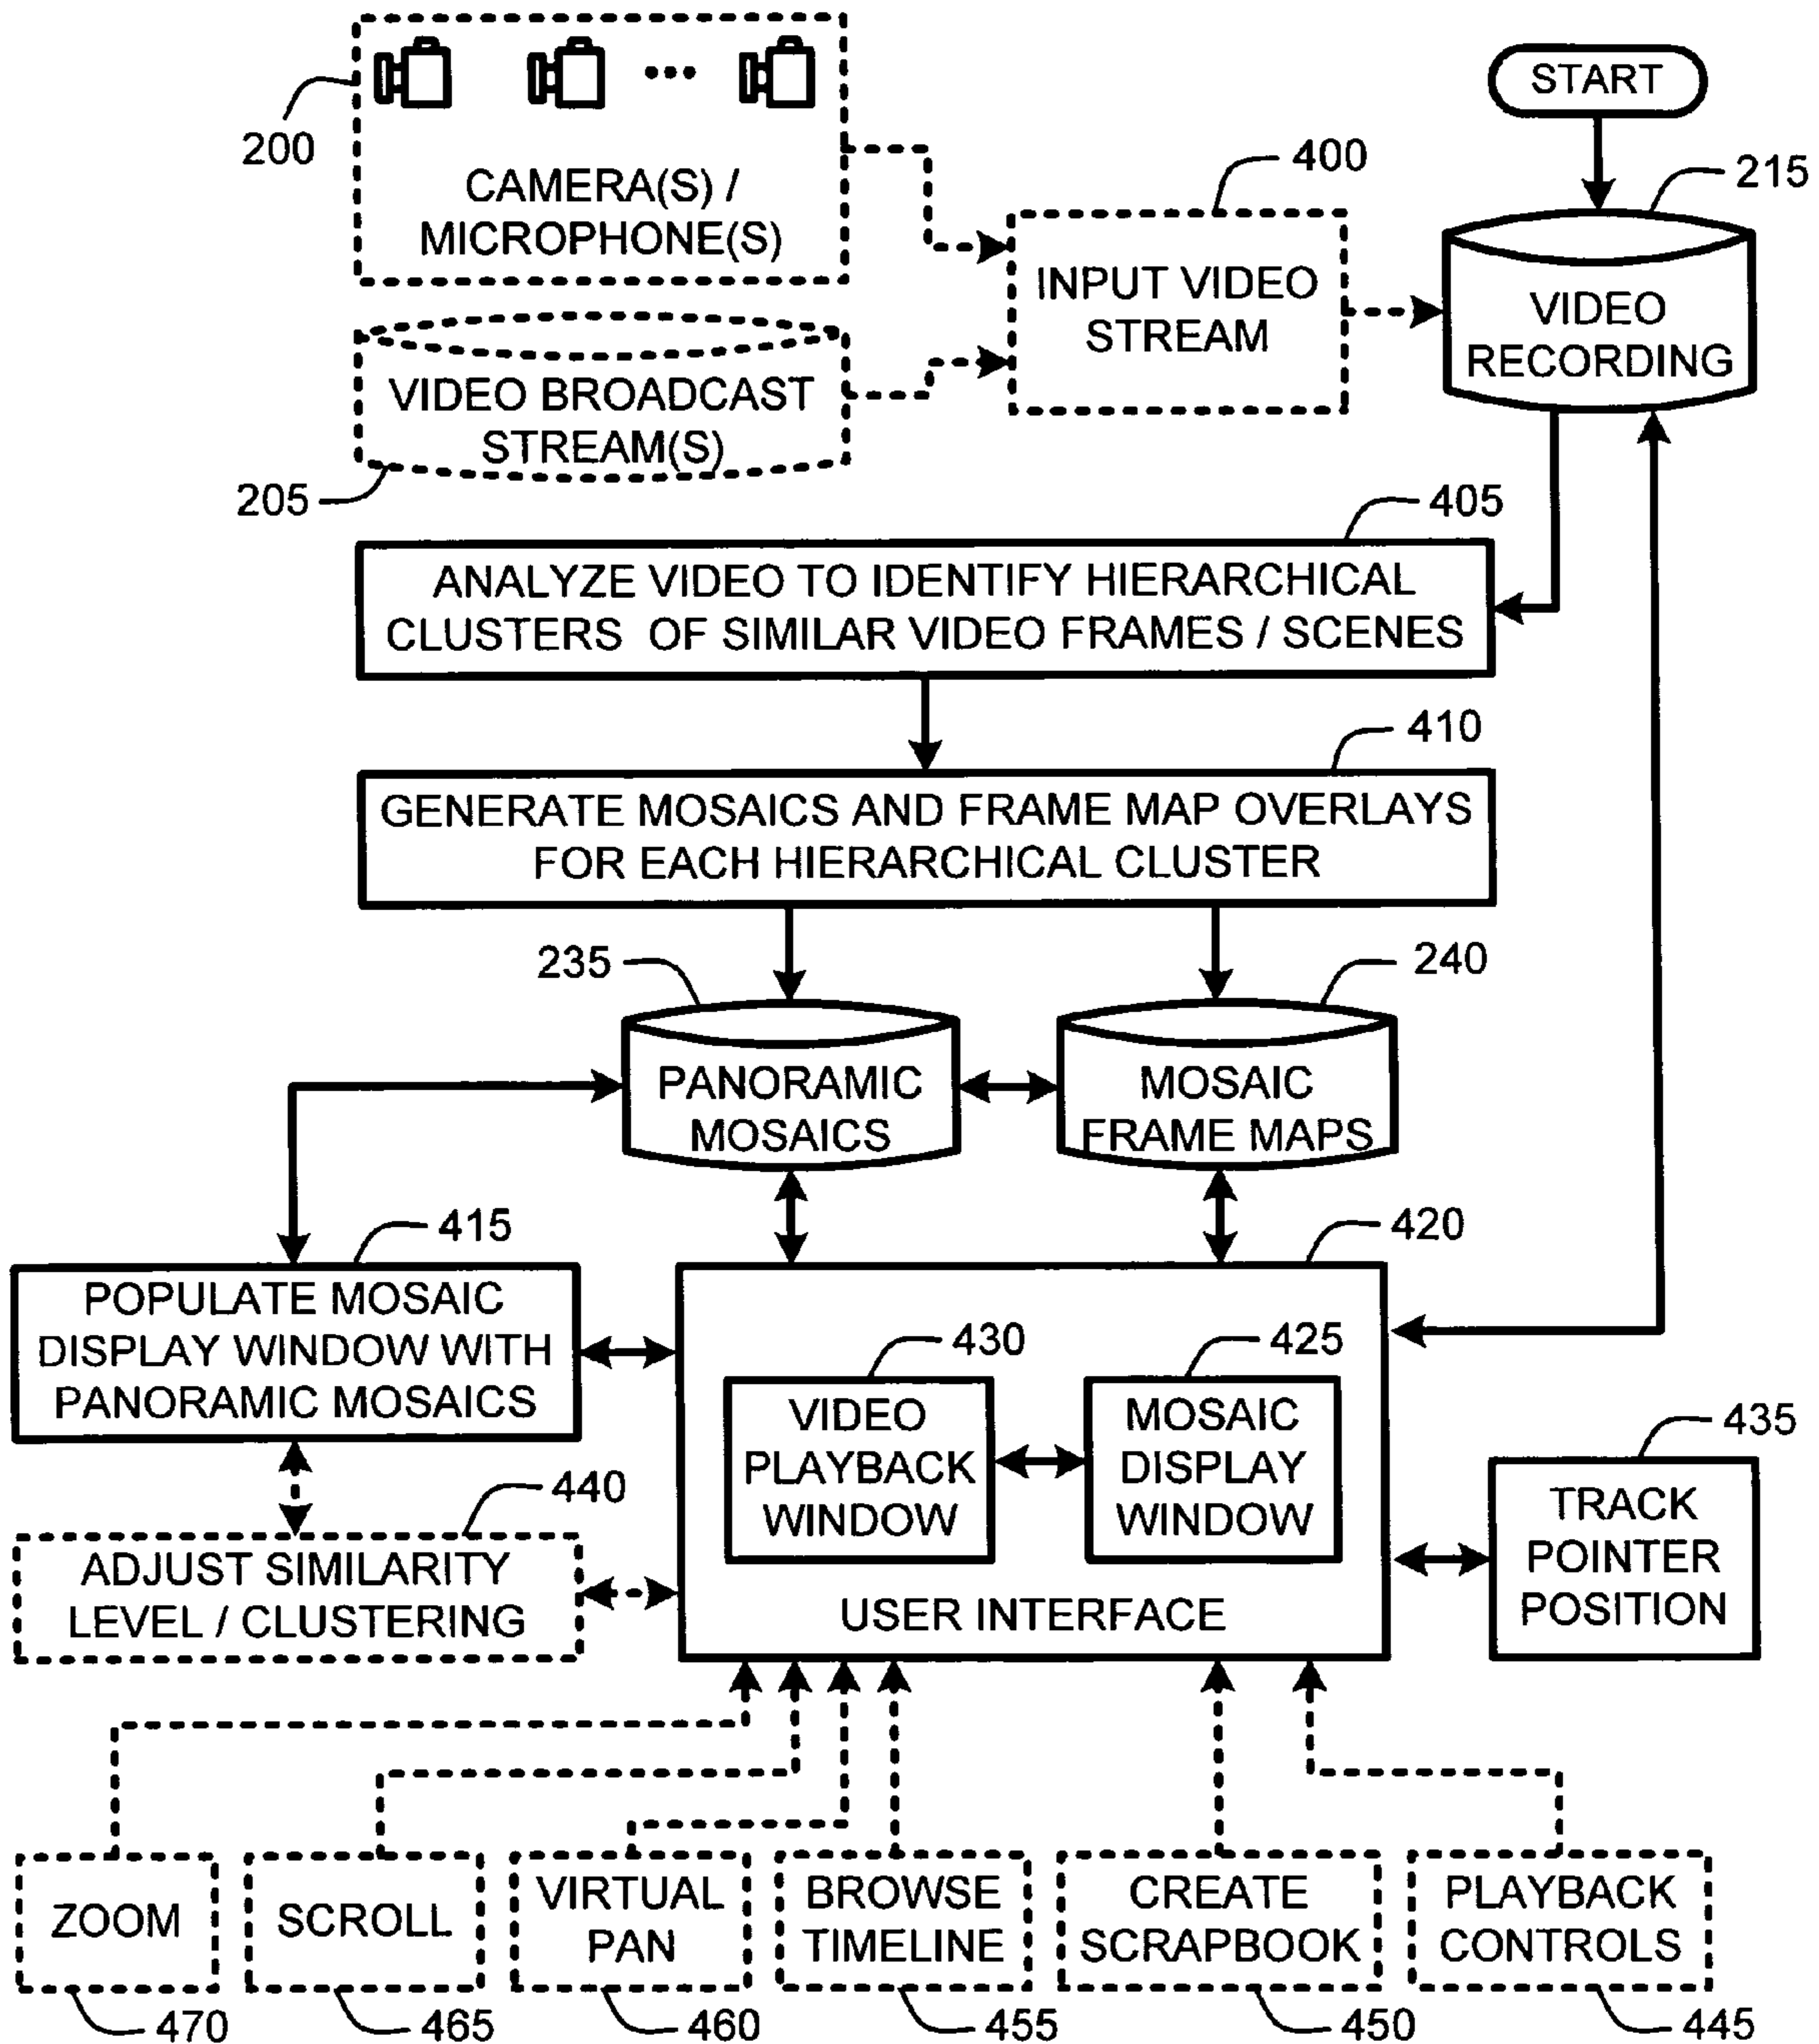 START
200
CAMERA(S) /
MICROPHONE(S)
400
215
INPUT VIDEO
STREAM
VIDEO
RECORDING
VIDEO BROADCAST
STREAM(S)
205
405
ANALYZE VIDEO TO IDENTIFY HIERARCHICAL
CLUSTERS OF SIMILAR VIDEO FRAMES / SCENES
410
GENERATE MOSAICS AND FRAME MAP OVERLAYS
FOR EACH HIERARCHICAL CLUSTER
235
240
PANORAMIC
MOSAICS
MOSAIC
FRAME MAPS
415
420
POPULATE MOSAIC
DISPLAY WINDOW WITH
PANORAMIC MOSAICS
430
425
VIDEO
PLAYBACK
WINDOW
MOSAIC
DISPLAY
WINDOW
435
TRACK
POINTER
POSITION
440
ADJUST SIMILARITY
LEVEL / CLUSTERING
USER INTERFACE
ZOOM
SCROLL
VIRTUAL
PAN
BROWSE
TIMELINE
CREATE
SCRAPBOOK
PLAYBACK
CONTROLS
470
465
460
455
450
445